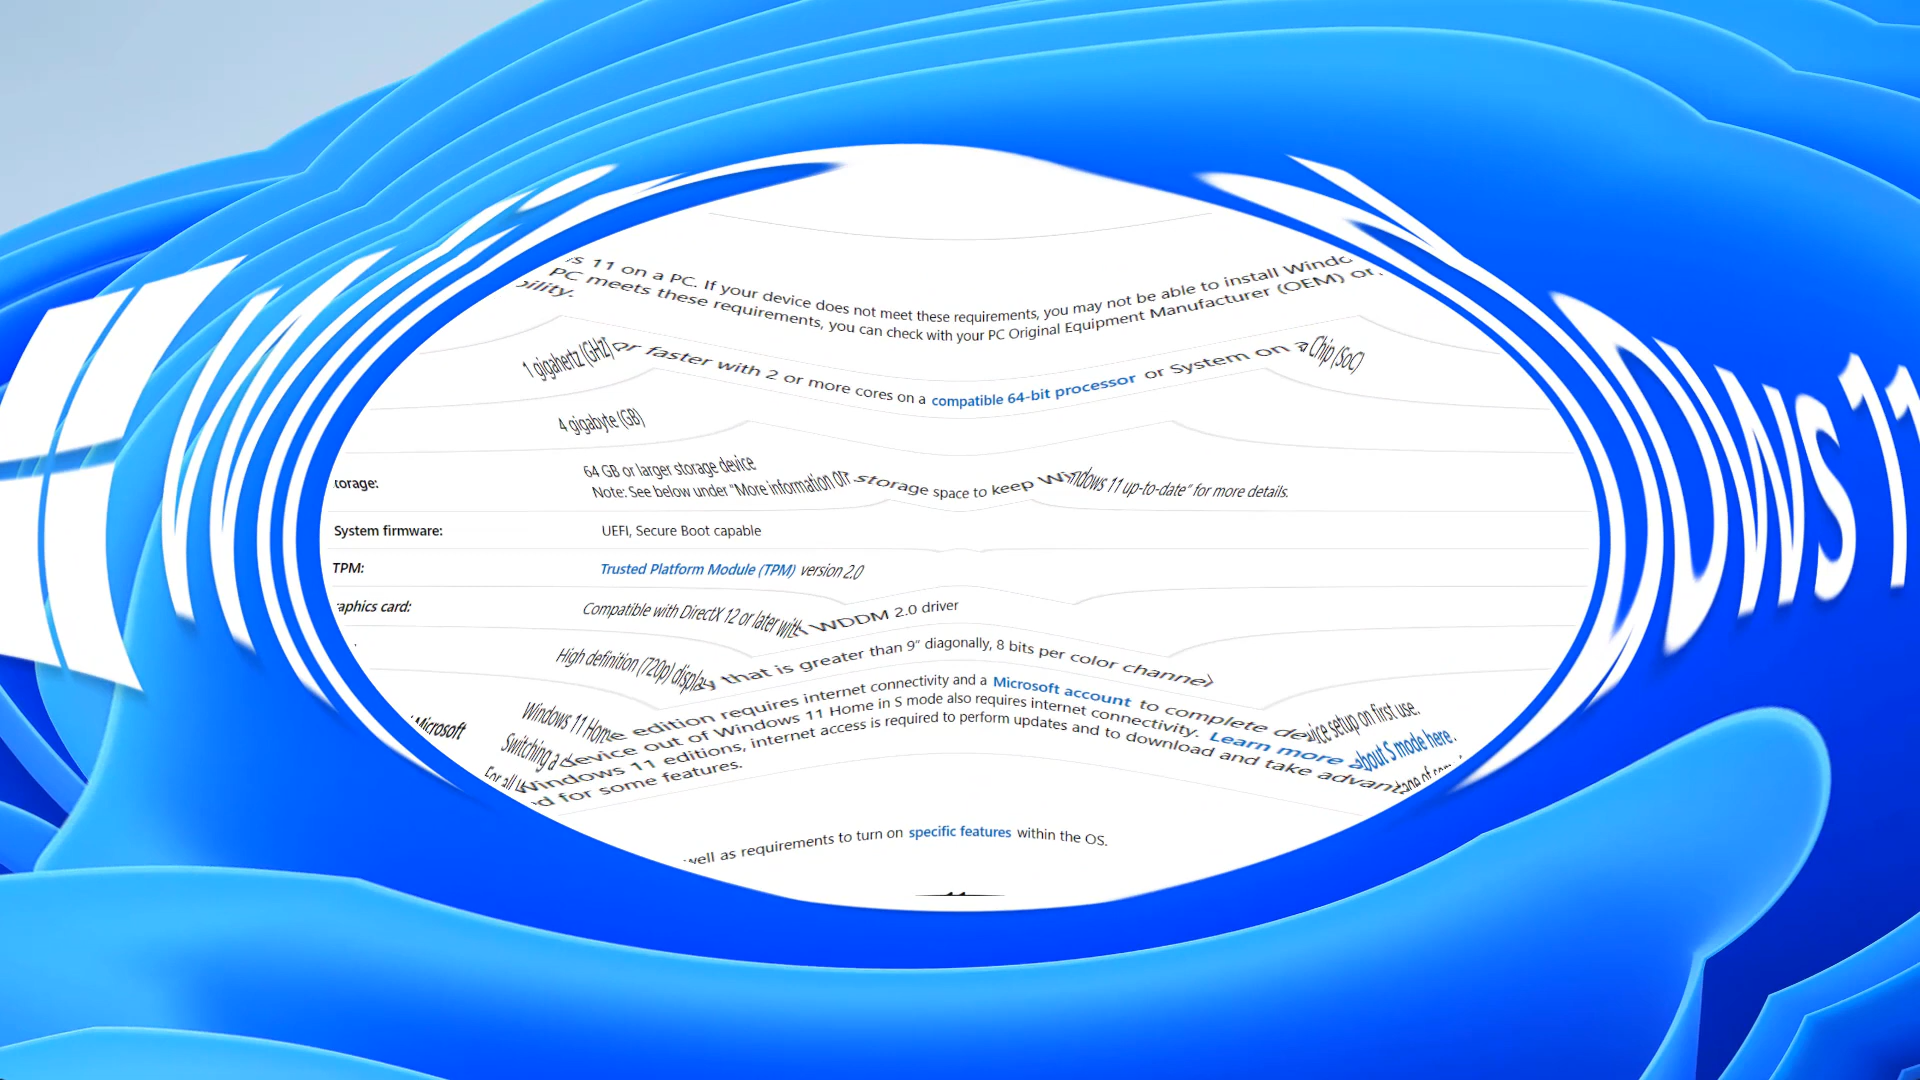 11 on a PC. If your device does not meet these requirements, you may not be able to install
PC meets these requirements, you can check with your PC Original Equipment Manufacturer (OEM) or
1 gigahertz (GHz) or faster with 2 or more cores on a compatible 64-bit processor or System on a Chip (SoC)
4 gigabyte (GB)
64 GB or larger storage device
Note: See below under “More information on storage space to keep Windows 11 up-to-date” for more details.
System firmware: UEFI, Secure Boot capable
TPM: Trusted Platform Module (TPM) version 2.0
card: Compatible with DirectX 12 or later with WDDM 2.0 driver
High definition (720p) display that is greater than 9” diagonally, 8 bits per color channel
Windows 11 Home edition requires internet connectivity and a Microsoft account to complete device setup on first use.
Microsoft
Switching a device out of Windows 11 Home in S mode also requires internet connectivity. Learn more about S mode here.
For all Windows 11 editions, internet access is required to perform updates and to download and take advantage of
for some features.
well as requirements to turn on specific features within the OS.
11